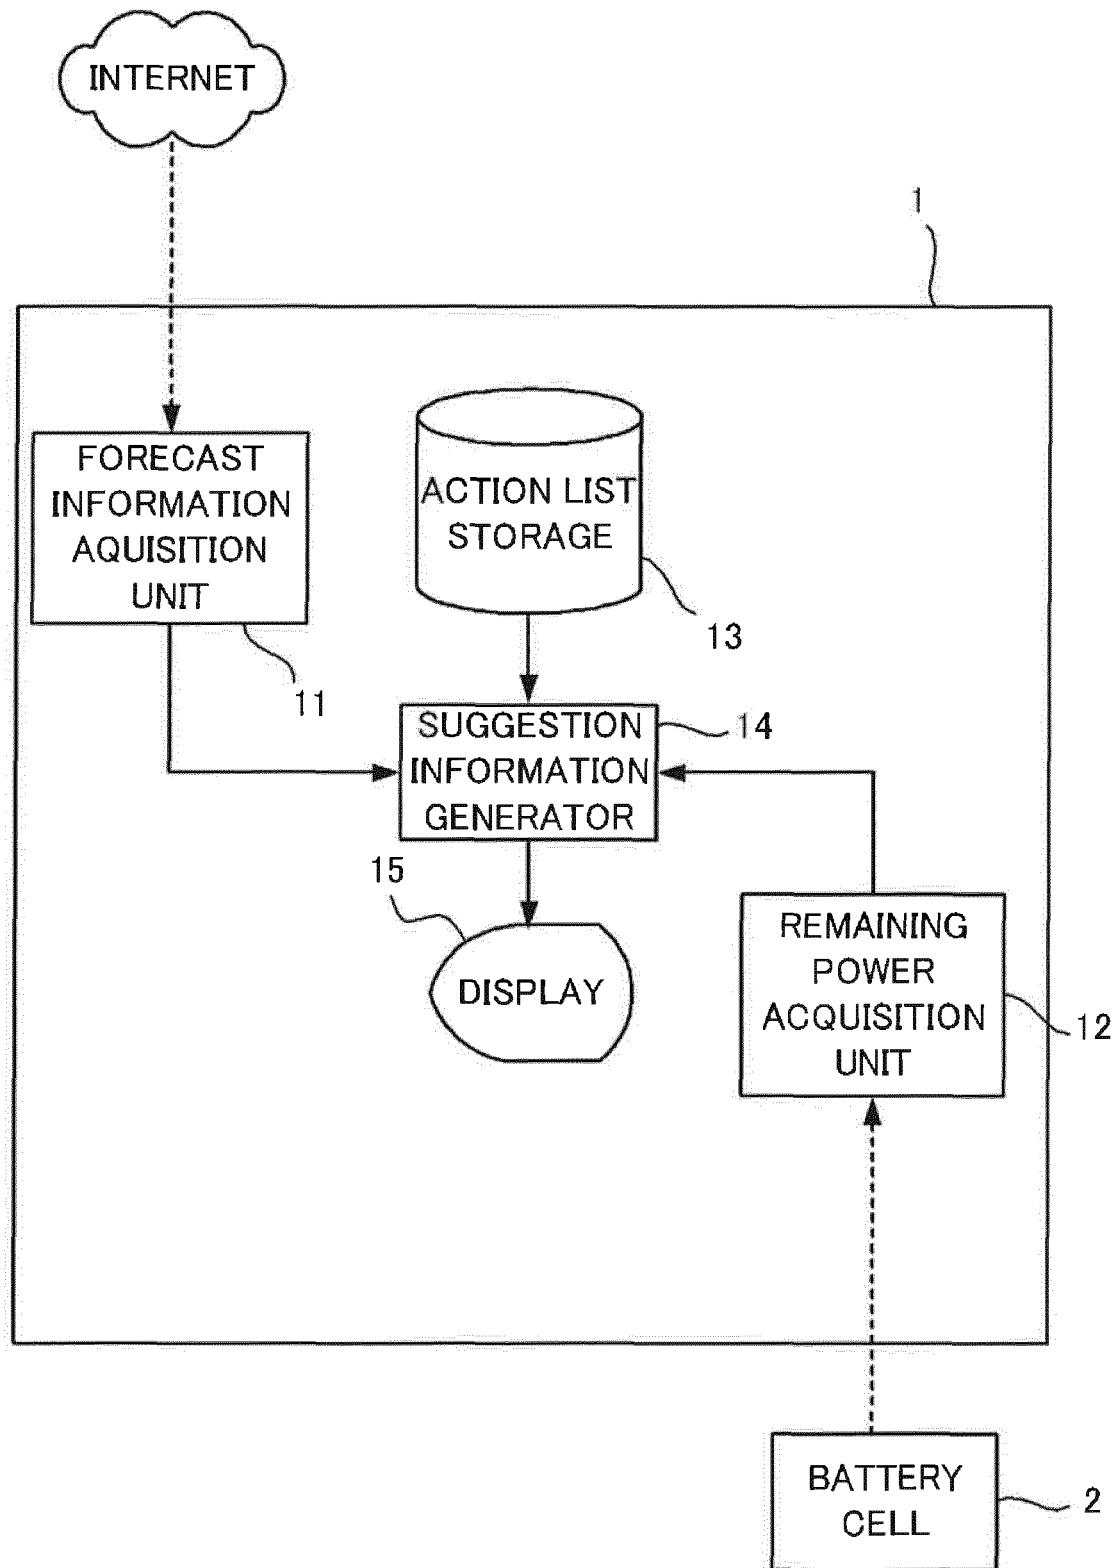 INTERNET
1
FORECAST
INFORMATION
AQUISITION
UNIT
11
ACTION LIST
STORAGE
13
SUGGESTION
INFORMATION
GENERATOR
14
15
DISPLAY
REMAINING
POWER
ACQUISITION
UNIT
12
BATTERY
CELL
2